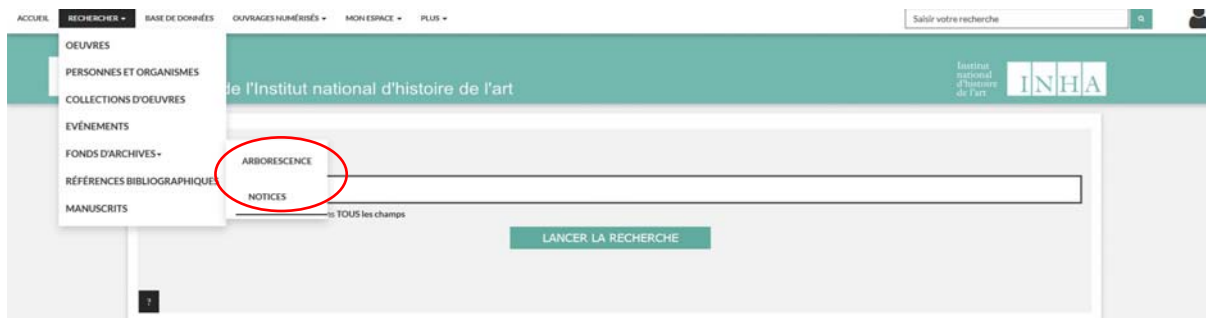 ACCUEIL RECHERCHER BASE DE DONNÉES OUVRAGES NUMÉRISÉS MON ESPACE PLUS Saisir votre recherche
OEUVRES
PERSONNES ET ORGANISMES
COLLECTIONS D'OEUVRES
EVÉNEMENTS
FONDS D'ARCHIVES
RÉFÉRENCES BIBLIOGRAPHIQUES
MANUSCRITS
ARBORESCENCE
NOTICES
de l'Institut national d'histoire de l'art
Institut
national
d'histoire
de l'art
INHA
TOUS les champs
LANCER LA RECHERCHE
?